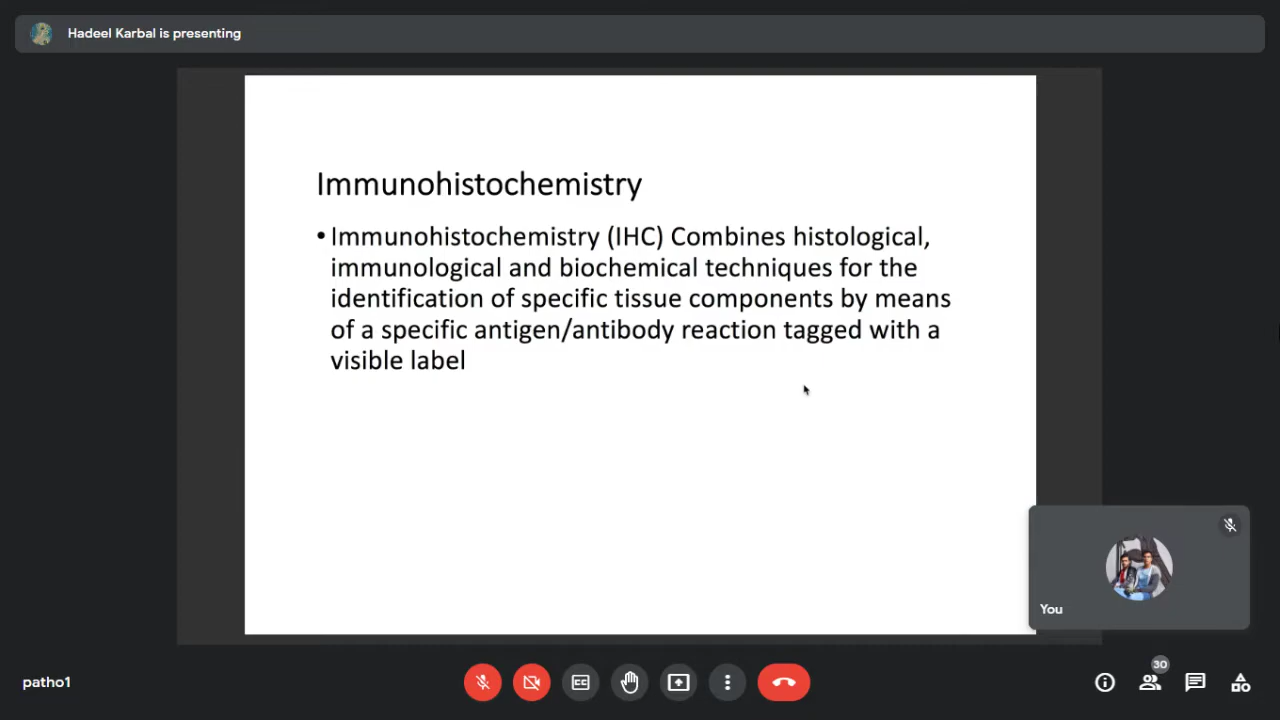 Hadeel Karbal is presenting
Immunohistochemistry
• Immunohistochemistry (IHC) Combines histological,
immunological and biochemical techniques for the
identification of specific tissue components by means
of a specific antigen/antibody reaction tagged with a
visible label
You
patho1
CC
30